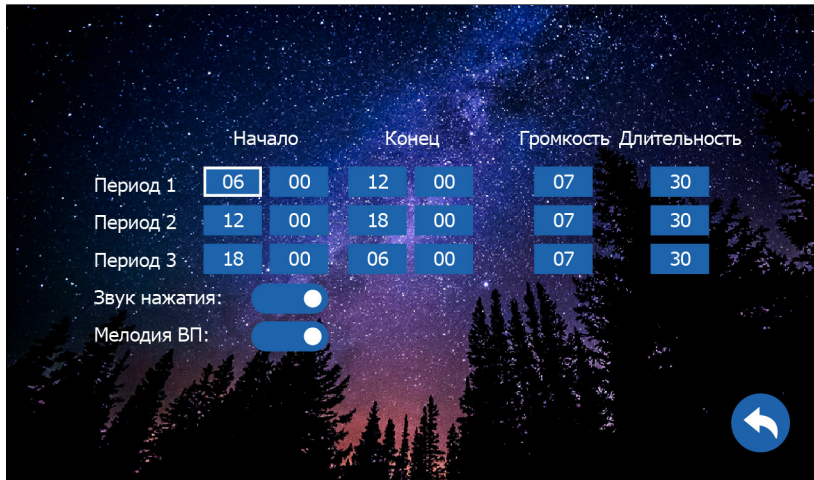 Начало Конец Громкость Длительность
Период 1 06 00 12 00 07 30
Период 2 12 00 18 00 07 30
Период 3 18 00 06 00 07 30
Звук нажатия:
Мелодия ВП: